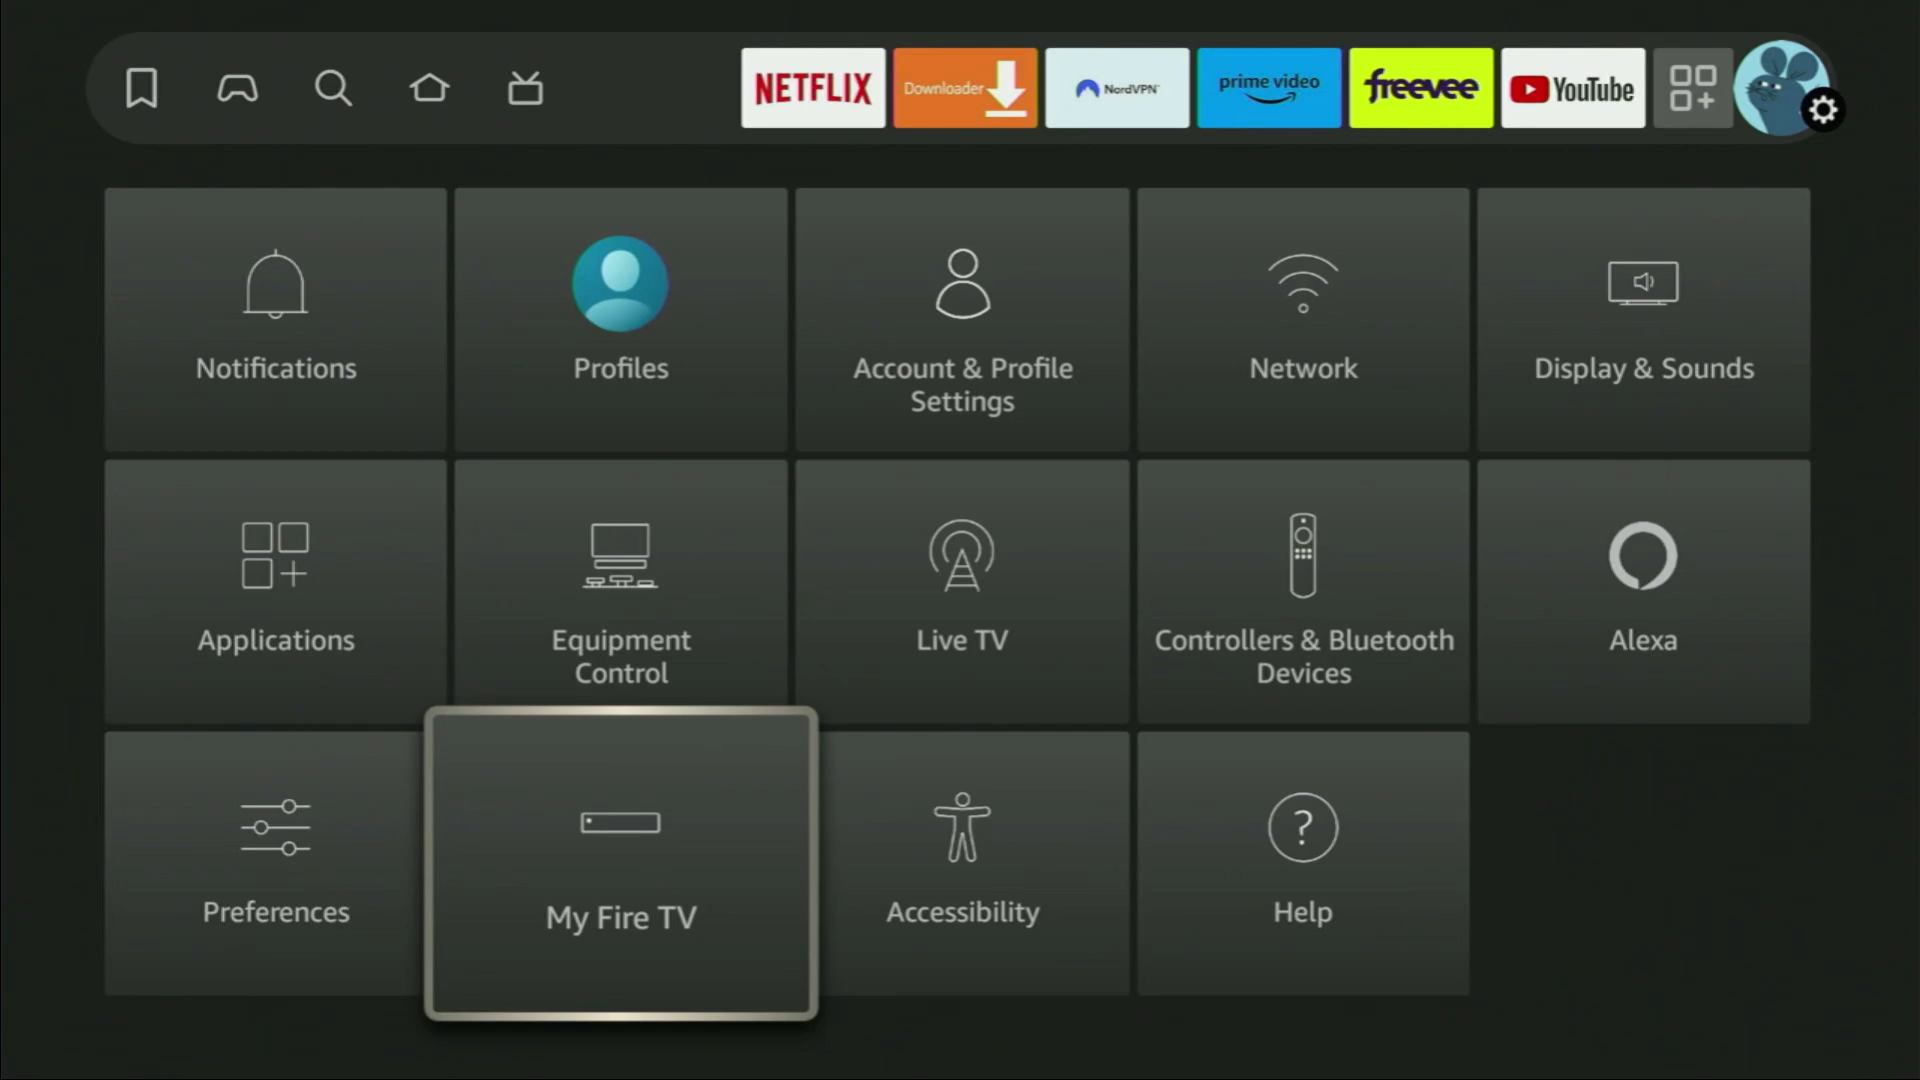 NETFLIX
Downloader
NordVPN
prime video
freevee
YouTube
Notifications
Profiles
Account & Profile
Settings
Network
Display & Sounds
Applications
Equipment
Control
Live TV
Controllers & Bluetooth
Devices
Alexa
Preferences
My Fire TV
Accessibility
?
Help